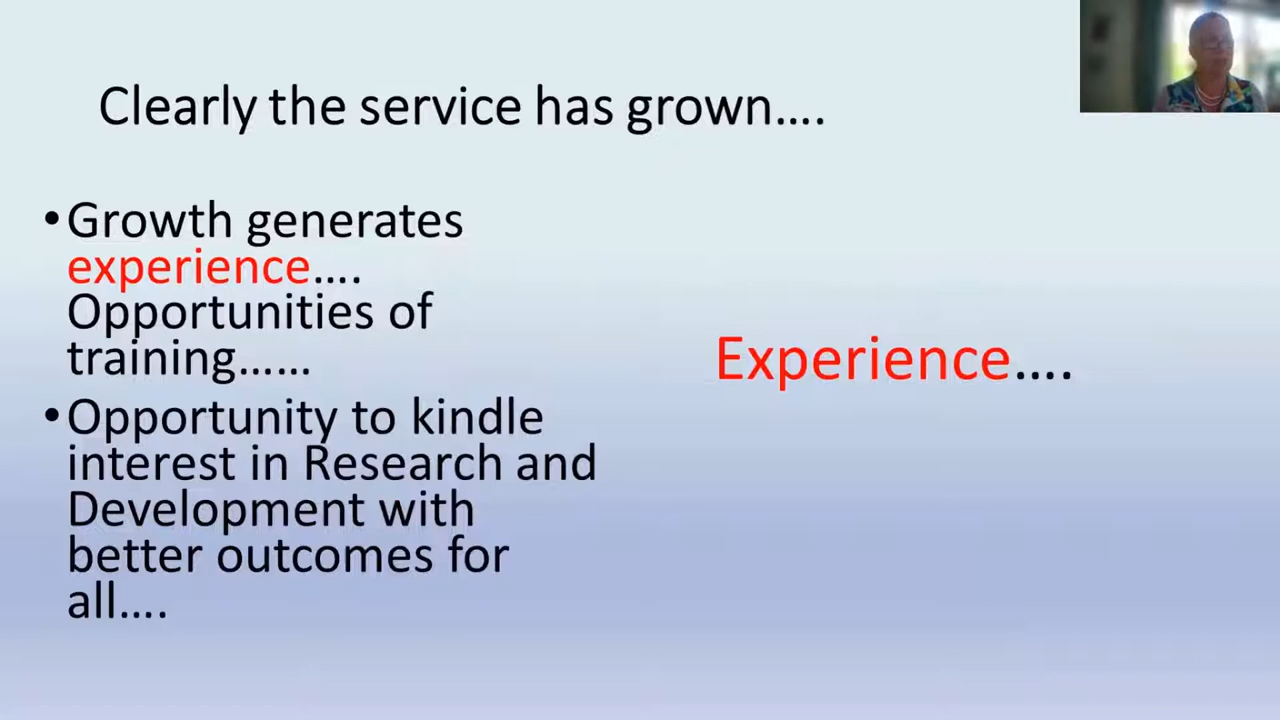 Clearly the service has grown….
•Growth generates
experience….
Opportunities of
training……
•Opportunity to kindle
interest in Research and
Development with
better outcomes for
all….
Experience….